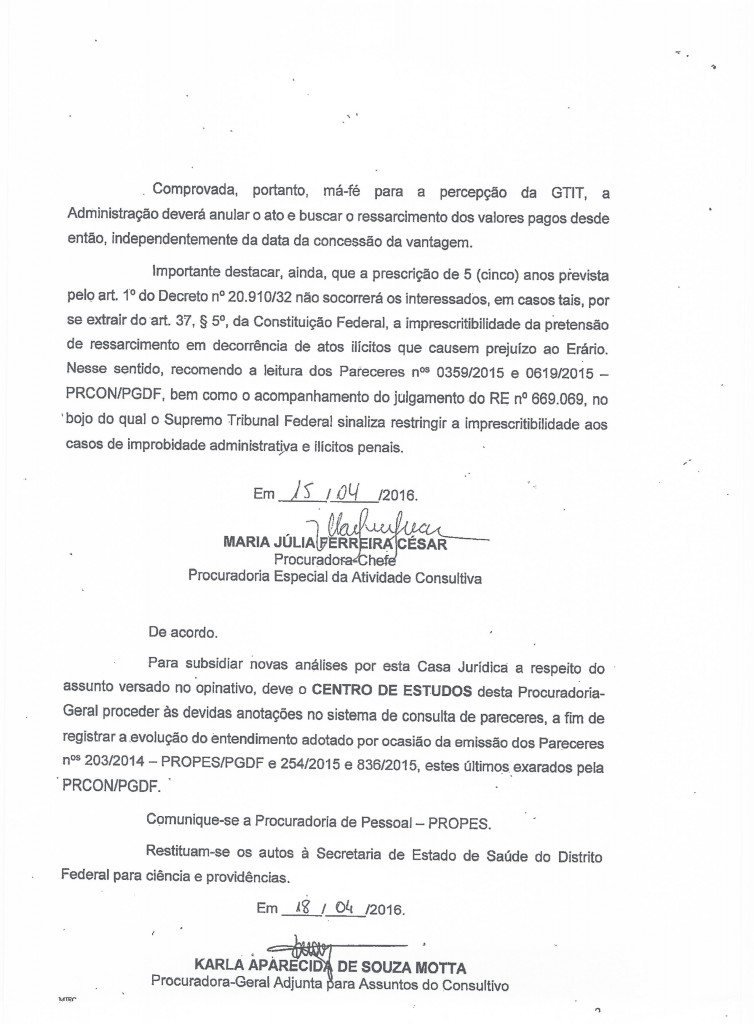 Comprovada, portanto, má-fé para a percepção da GTIT, a
Administração deverá anular o ato e buscar o ressarcimento dos valores pagos desde
então, independentemente da data da concessão da vantagem.
Importante destacar, ainda, que a prescrição de 5 (cinco) anos prevista
pelo art. 1º do Decreto nº 20.910/32 não socorrerá os interessados, em casos tais, por
se extrair do art. 37, § 5º, da Constituição Federal, a imprescritibilidade da pretensão
de ressarcimento em decorrência de atos ilícitos que causem prejuízo ao Erário.
Nesse sentido, recomendo a leitura dos Pareceres nºs 0359/2015 e 0619/2015 –
PRCON/PGDF, bem como o acompanhamento do julgamento do RE nº 669.069, no
bojo do qual o Supremo Tribunal Federal sinaliza restringir a imprescritibilidade aos
casos de improbidade administrativa e ilícitos penais.
Em 15 / 04 /2016.
MARIA JÚLIA FERREIRA CÉSAR
Procuradora-Chefe
Procuradoria Especial da Atividade Consultiva
De acordo.
Para subsidiar novas análises por esta Casa Jurídica a respeito do
assunto versado no opinativo, deve o CENTRO DE ESTUDOS desta Procuradoria-
Geral proceder às devidas anotações no sistema de consulta de pareceres, a fim de
registrar a evolução do entendimento adotado por ocasião da emissão dos Pareceres
nºs 203/2014 – PROPES/PGDF e 254/2015 e 836/2015, estes últimos exarados pela
PRCON/PGDF.
Comunique-se a Procuradoria de Pessoal – PROPES.
Restituam-se os autos à Secretaria de Estado de Saúde do Distrito
Federal para ciência e providências.
Em 18 / 04 /2016.
KARLA APARECIDA DE SOUZA MOTTA
Procuradora-Geral Adjunta para Assuntos do Consultivo